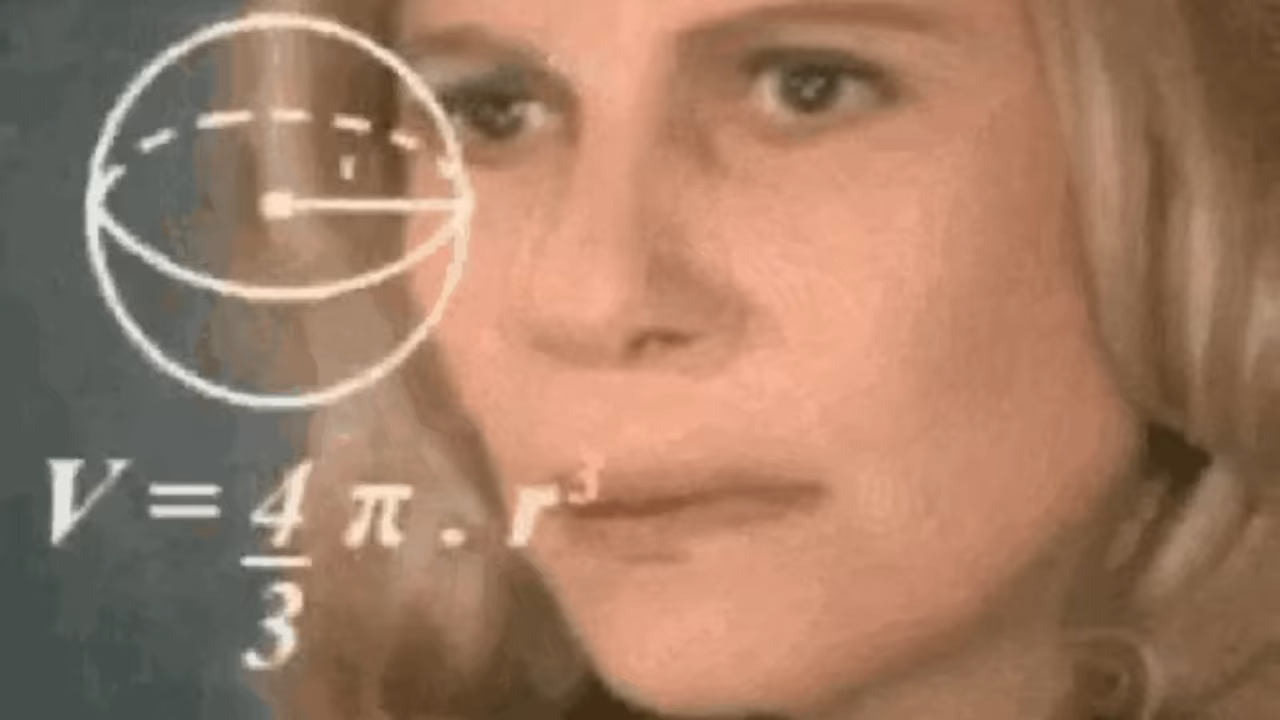 r
V = 4/3 π . r³